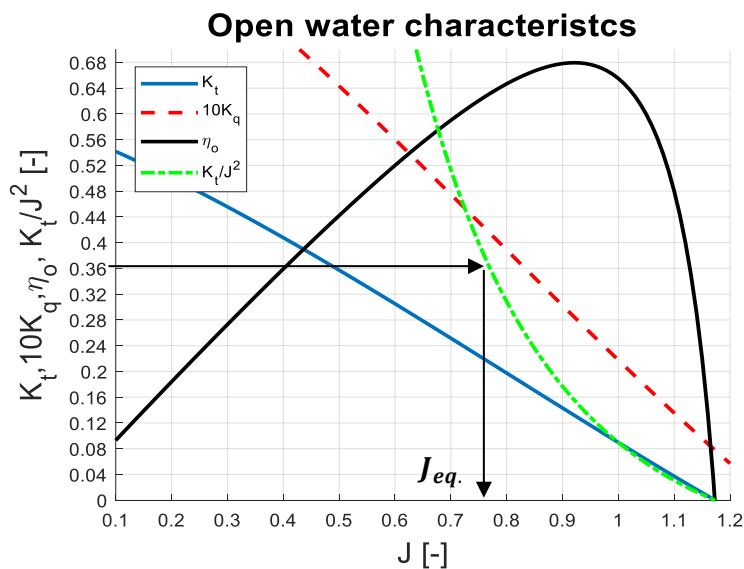 Open water characteristcs
K_t,10K_q,η_o, K_t/J^2 [-]
0.68
0.64
0.6
0.56
0.52
0.48
0.44
0.4
0.36
0.32
0.28
0.24
0.2
0.16
0.12
0.08
0.04
0
K_t
10K_q
η_o
K_t/J^2
J_eq.
0.1 0.2 0.3 0.4 0.5 0.6 0.7 0.8 0.9 1 1.1 1.2
J [-]